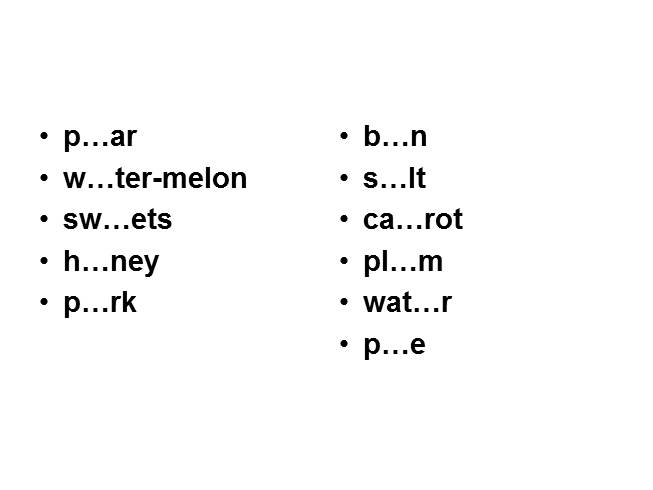 • p…ar
• w…ter-melon
• sw…ets
• h…ney
• p…rk
• b…n
• s…lt
• ca…rot
• pl…m
• wat…r
• p…e